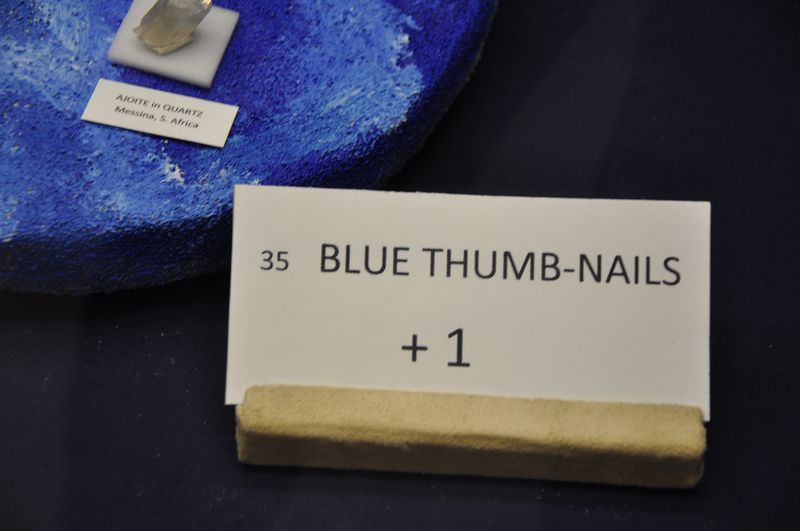 AJOITE in QUARTZ
Messina, S. Africa
35 BLUE THUMB-NAILS
+ 1